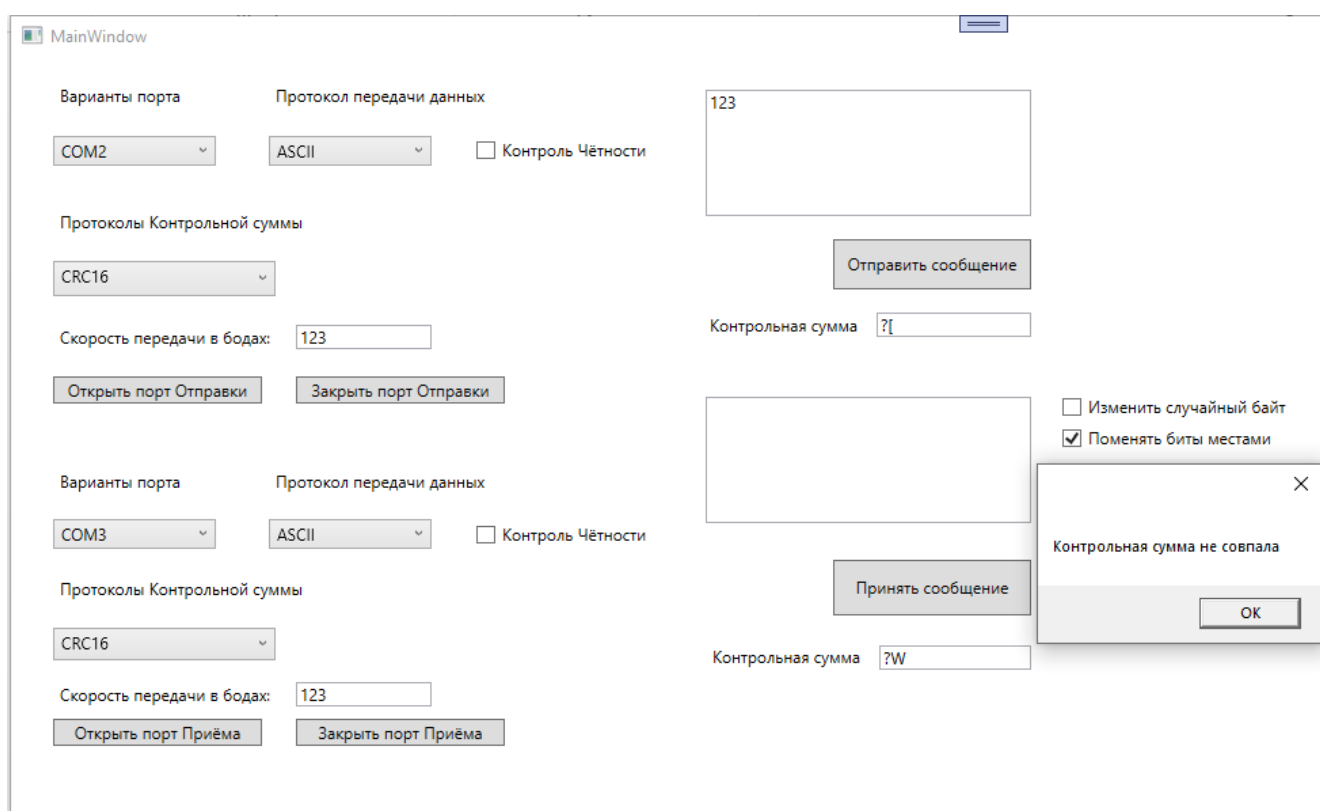 MainWindow
Варианты порта
Протокол передачи данных
123
COM2
ASCII
Контроль Чётности
Протоколы Контрольной суммы
CRC16
Отправить сообщение
Скорость передачи в бодах:
123
Контрольная сумма
?[
Открыть порт Отправки
Закрыть порт Отправки
Изменить случайный байт
Поменять биты местами
Варианты порта
Протокол передачи данных
COM3
ASCII
Контроль Чётности
Контрольная сумма не совпала
OK
Протоколы Контрольной суммы
Принять сообщение
CRC16
Контрольная сумма
?W
Скорость передачи в бодах:
123
Открыть порт Приёма
Закрыть порт Приёма